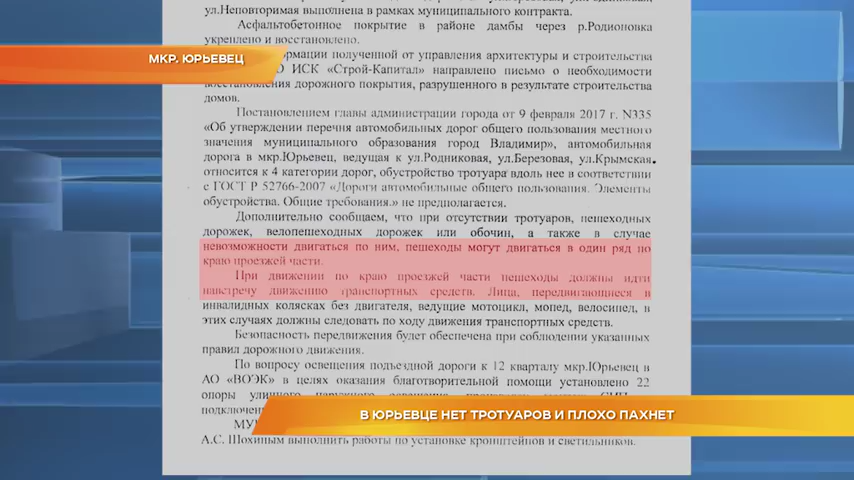 ул.Неповторимая выполнена в рамках муниципального контракта.
Асфальтобетонное покрытие в районе дамбы через р.Родионовка
укреплено и восстановлено.
МКР. ЮРЬЕВЕЦ
полученной от управления архитектуры и строительства
ИСК «Строй-Капитал» направлено письмо о необходимости
восстановления дорожного покрытия, разрушенного в результате строительства
домов.
Постановлением главы администрации города от 9 февраля 2017 г. N335
«Об утверждении перечня автомобильных дорог общего пользования местного
значения муниципального образования город Владимир», автомобильная
дорога в мкр.Юрьевец, ведущая к ул.Родниковая, ул.Березовая, ул.Крымская.
относится к 4 категории дорог, обустройство тротуара вдоль нее в соответствии
с ГОСТ Р 52766-2007 «Дороги автомобильные общего пользования. Элементы
обустройства. Общие требования.» не предполагается.
Дополнительно сообщаем, что при отсутствии тротуаров, пешеходных
дорожек, велопешеходных дорожек или обочин, а также в случае
невозможности двигаться по ним, пешеходы могут двигаться в один ряд по
краю проезжей части.
При движении по краю проезжей части пешеходы должны идти
навстречу движению транспортных средств. Лица, передвигающиеся в
инвалидных колясках без двигателя, ведущие мотоцикл, мопед, велосипед, в
этих случаях должны следовать по ходу движения транспортных средств.
Безопасность передвижения будет обеспечена при соблюдении указанных
правил дорожного движения.
По вопросу освещения подъездной дороги к 12 кварталу мкр.Юрьевец в
АО «ВОЭК» в целях оказания благотворительной помощи установлено 22
опоры уличного
В ЮРЬЕВЦЕ НЕТ ТРОТУАРОВ И ПЛОХО ПАХНЕТ
А.С. Шохиным выполнить работы по установке кронштейнов и светильников.